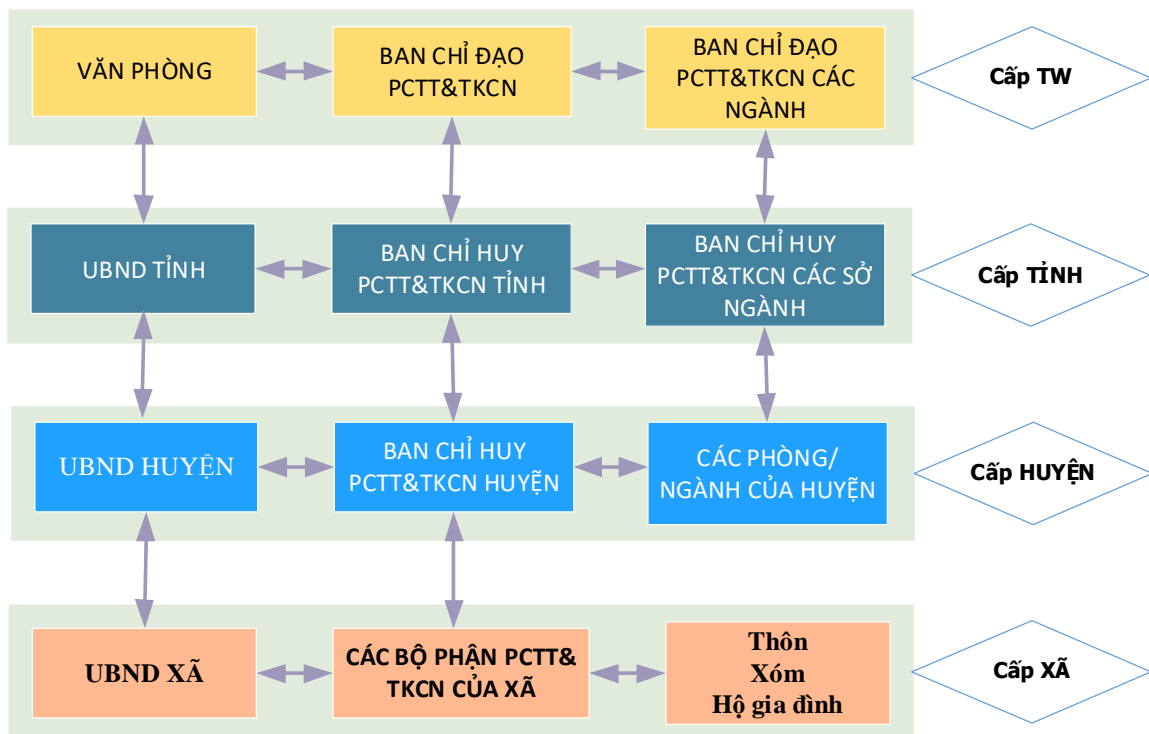 VĂN PHÒNG
BAN CHỈ ĐẠO
PCTT&TKCN
BAN CHỈ ĐẠO
PCTT&TKCN CÁC
NGÀNH
Cấp TW
UBND TỈNH
BAN CHỈ HUY
PCTT&TKCN TỈNH
BAN CHỈ HUY
PCTT&TKCN CÁC SỞ
NGÀNH
Cấp TỈNH
UBND HUYỆN
BAN CHỈ HUY
PCTT&TKCN HUYỆN
CÁC PHÒNG/
NGÀNH CỦA HUYỆN
Cấp HUYỆN
UBND XÃ
CÁC BỘ PHẬN PCTT&
TKCN CỦA XÃ
Thôn
Xóm
Hộ gia đình
Cấp XÃ